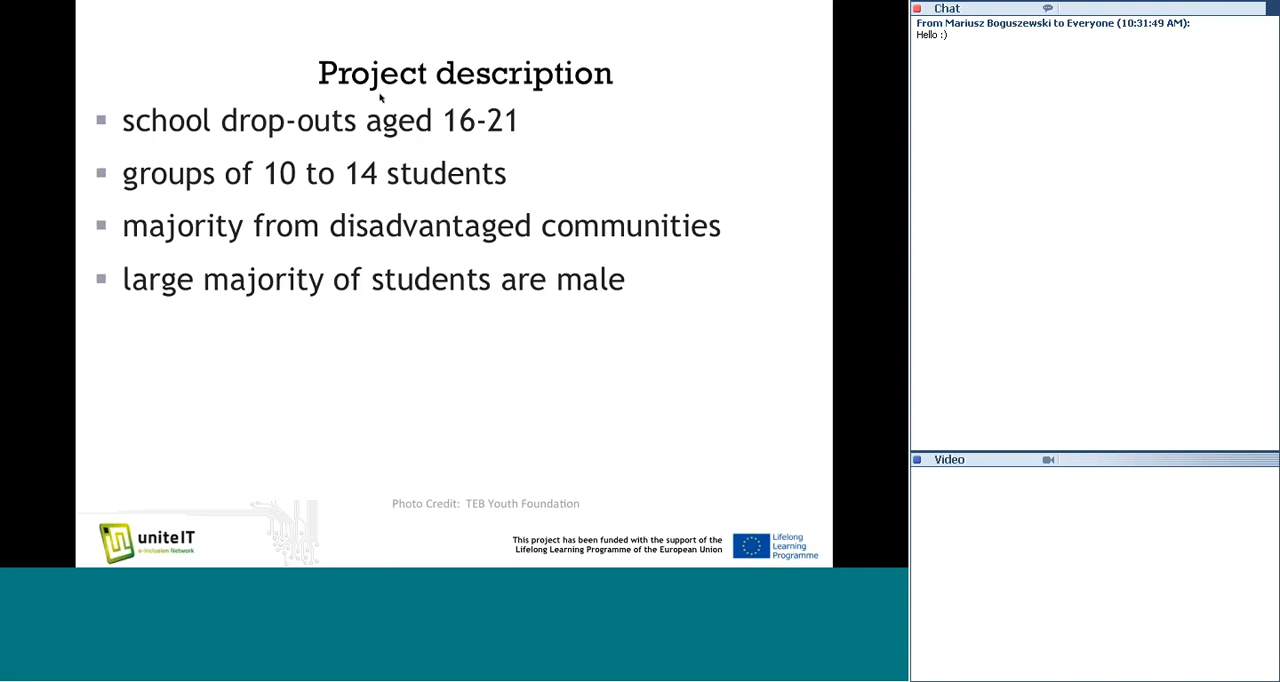 Project description
school drop-outs aged 16-21
groups of 10 to 14 students
majority from disadvantaged communities
large majority of students are male
Photo Credit: TEB Youth Foundation
uniteIT
e-Inclusion Network
This project has been funded with the support of the
Lifelong Learning Programme of the European Union
Lifelong
Learning
Programme
Chat
From Mariusz Boguszewski to Everyone (10:31:49 AM):
Hello :)
Video